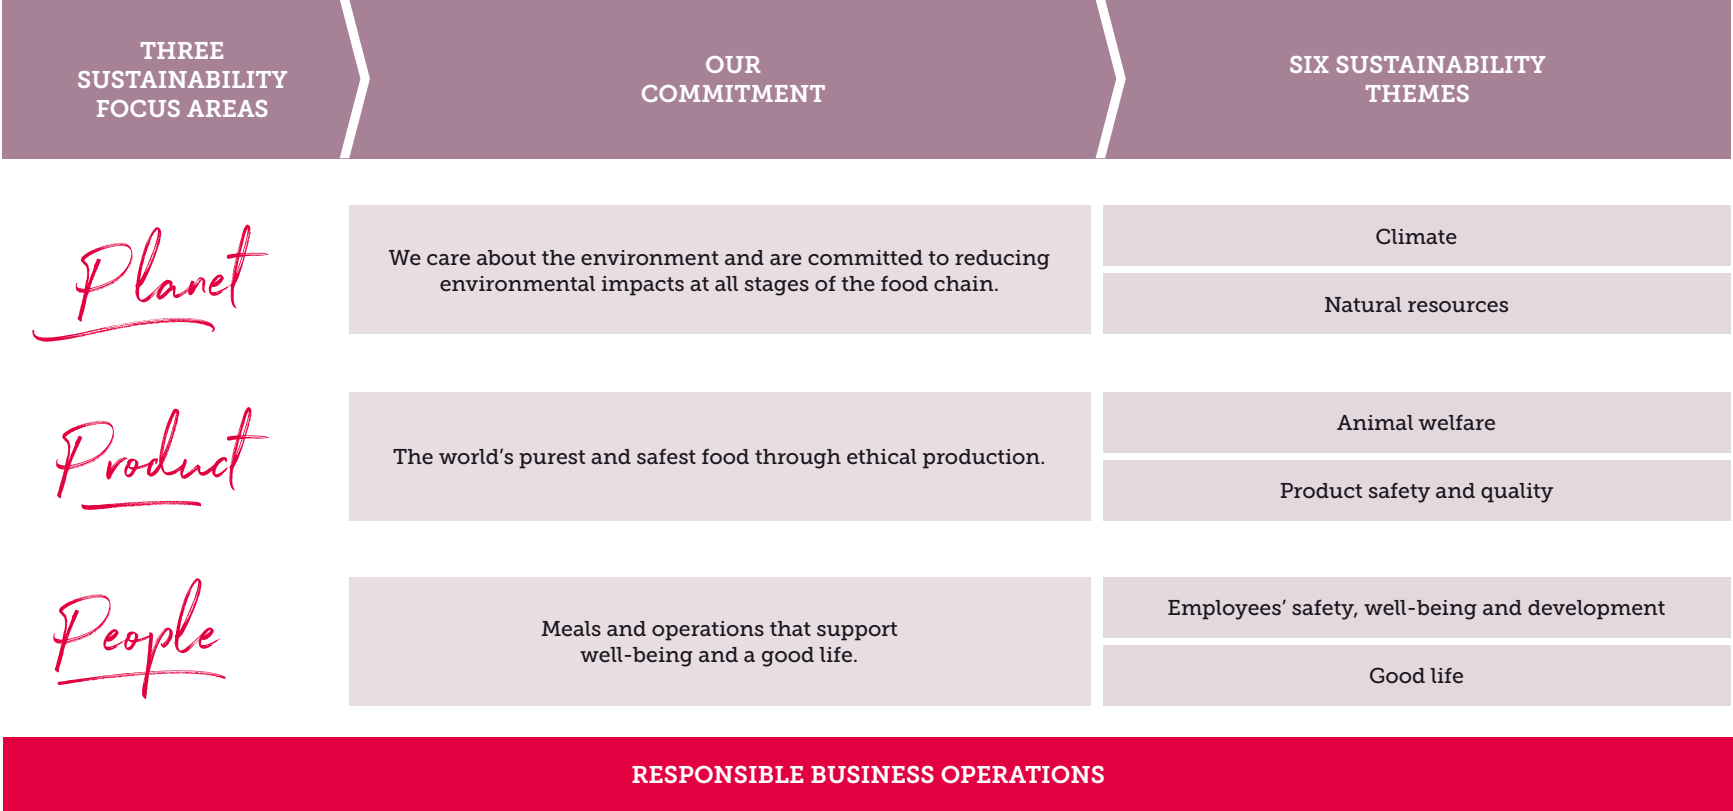 THREE
SUSTAINABILITY
FOCUS AREAS
OUR
COMMITMENT
SIX SUSTAINABILITY
THEMES
Planet
We care about the environment and are committed to reducing
environmental impacts at all stages of the food chain.
Climate
Natural resources
Product
The world’s purest and safest food through ethical production.
Animal welfare
Product safety and quality
People
Meals and operations that support
well-being and a good life.
Employees’ safety, well-being and development
Good life
RESPONSIBLE BUSINESS OPERATIONS